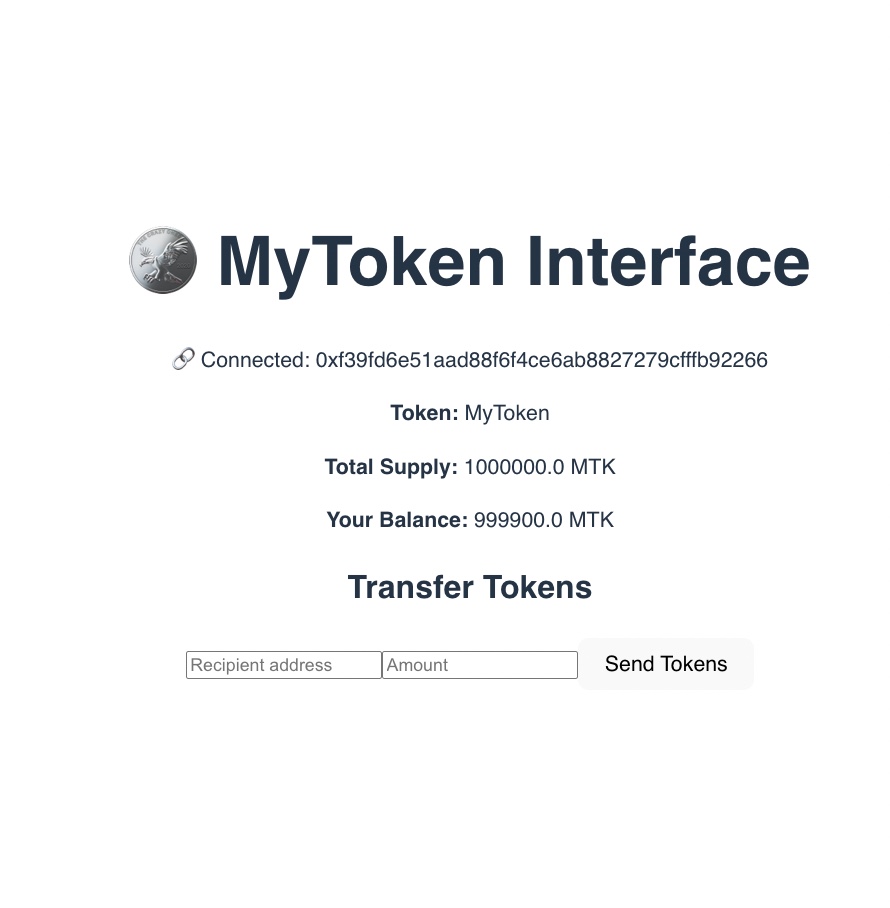 MyToken Interface
Connected: 0xf39fd6e51aad88f6f4ce6ab8827279cfffb92266
Token: MyToken
Total Supply: 1000000.0 MTK
Your Balance: 999900.0 MTK
Transfer Tokens
Recipient address Amount Send Tokens